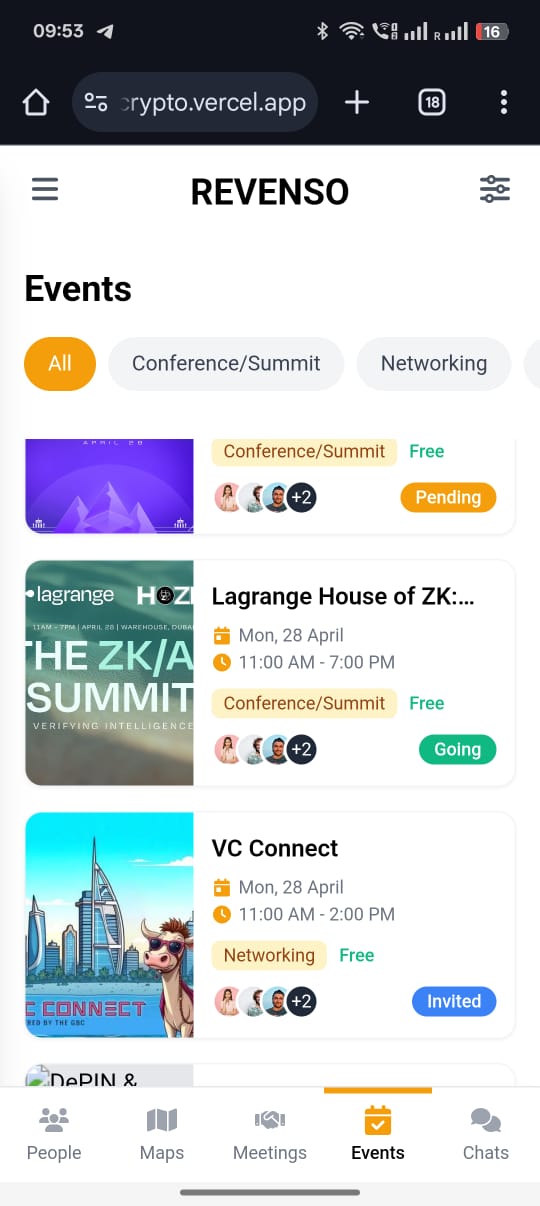 09:53
R
16
crypto.vercel.app
18
REVENSO
Events
All
Conference/Summit
Networking
APRIL 28
Conference/Summit
Free
+2
Pending
lagrange
HOZ
11AM – 7PM | APRIL 28 | WAREHOUSE, DUBAI
THE ZK/A
SUMMIT
VERIFYING INTELLIGENCE
Lagrange House of ZK:...
Mon, 28 April
11:00 AM - 7:00 PM
Conference/Summit
Free
+2
Going
C CONNECT
ERED BY THE GBC
VC Connect
Mon, 28 April
11:00 AM - 2:00 PM
Networking
Free
+2
Invited
DePIN &
People
Maps
Meetings
Events
Chats